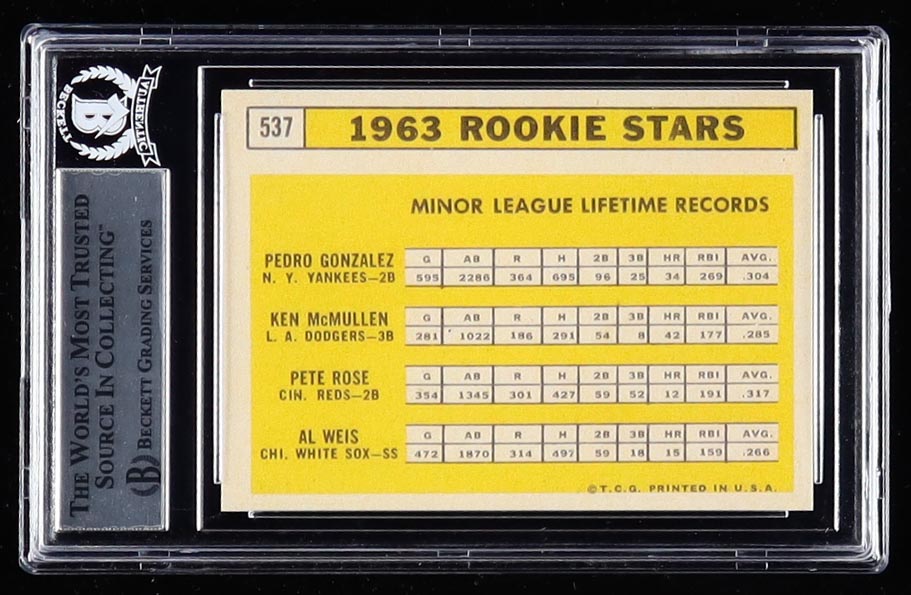 BECKETT
B
AUTHENTIC
THE WORLD'S MOST TRUSTED
SOURCE IN COLLECTING™
B BECKETT GRADING SERVICES
537 1963 ROOKIE STARS
MINOR LEAGUE LIFETIME RECORDS
PEDRO GONZALEZ G AB R H 2B 3B HR RBI AVG.
N. Y. YANKEES—2B 595 2286 364 695 96 25 34 269 .304
KEN McMULLEN G AB R H 2B 3B HR RBI AVG.
L. A. DODGERS—3B 281 1022 186 291 54 8 42 177 .285
PETE ROSE G AB R H 2B 3B HR RBI AVG.
CIN. REDS—2B 354 1345 301 427 59 52 12 191 .317
AL WEIS G AB R H 2B 3B HR RBI AVG.
CHI. WHITE SOX—SS 472 1870 314 497 59 18 15 159 .266
©T.C.G. PRINTED IN U.S.A.